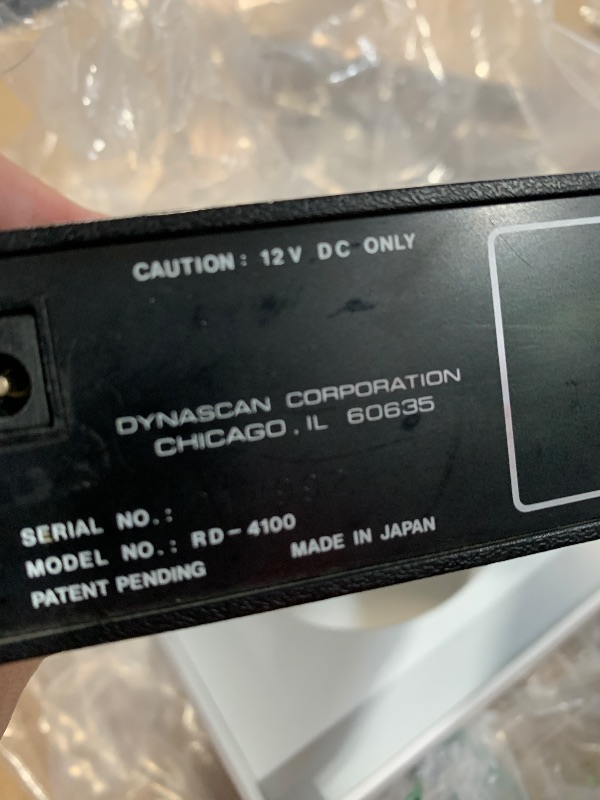 CAUTION: 12V DC ONLY
DYNASCAN CORPORATION
CHICAGO, IL 60635
SERIAL NO.:
MODEL NO.: RD-4100
MADE IN JAPAN
PATENT PENDING